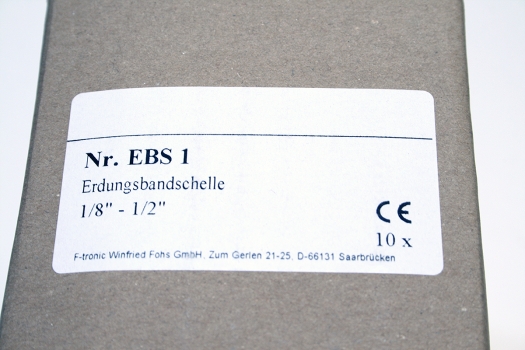 Nr. EBS 1
Erdungsbandschelle
1/8" - 1/2"
CE
10 x
F-tronic Winfried Fohs GmbH, Zum Gerlen 21-25, D-66131 Saarbrücken